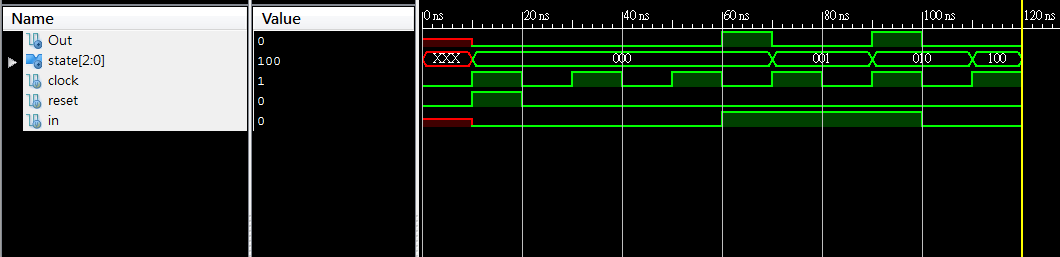 Name Value 0 ns 20 ns 40 ns 60 ns 80 ns 100 ns 120 ns
Out 0
state[2:0] 100 XXX 000 001 010 100
clock 1
reset 0
in 0